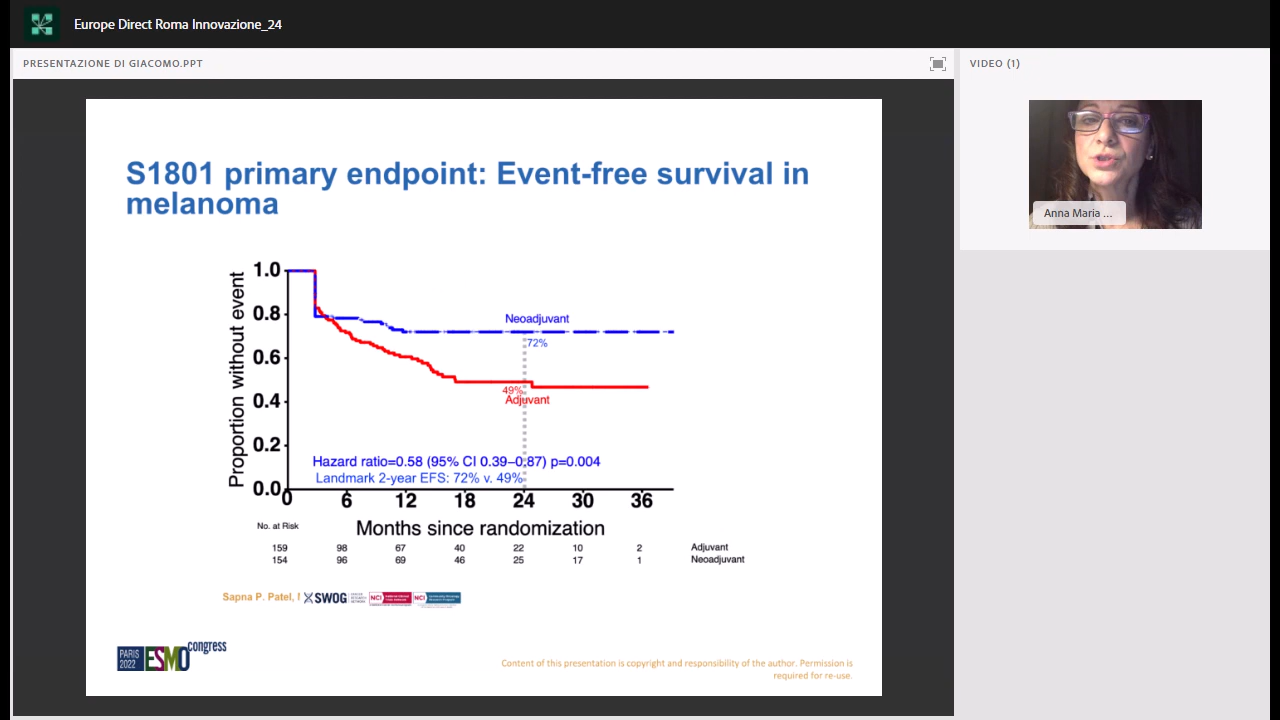 Europe Direct Roma Innovazione_24
PRESENTAZIONE DI GIACOMO.PPT
VIDEO (1)
Anna Maria ...
S1801 primary endpoint: Event-free survival in
melanoma
Proportion without event
1.0
0.8
0.6
0.4
0.2
0.0
Neoadjuvant
72%
49%
Adjuvant
Hazard ratio=0.58 (95% CI 0.39–0.87) p=0.004
Landmark 2-year EFS: 72% v. 49%
0 6 12 18 24 30 36
No. at Risk
Months since randomization
159 98 67 40 22 10 2 Adjuvant
154 96 69 46 25 17 1 Neoadjuvant
Sapna P. Patel,
SWOG
NCI
NCI
PARIS
2022
ESMO
congress
Content of this presentation is copyright and responsibility of the author. Permission is
required for re-use.